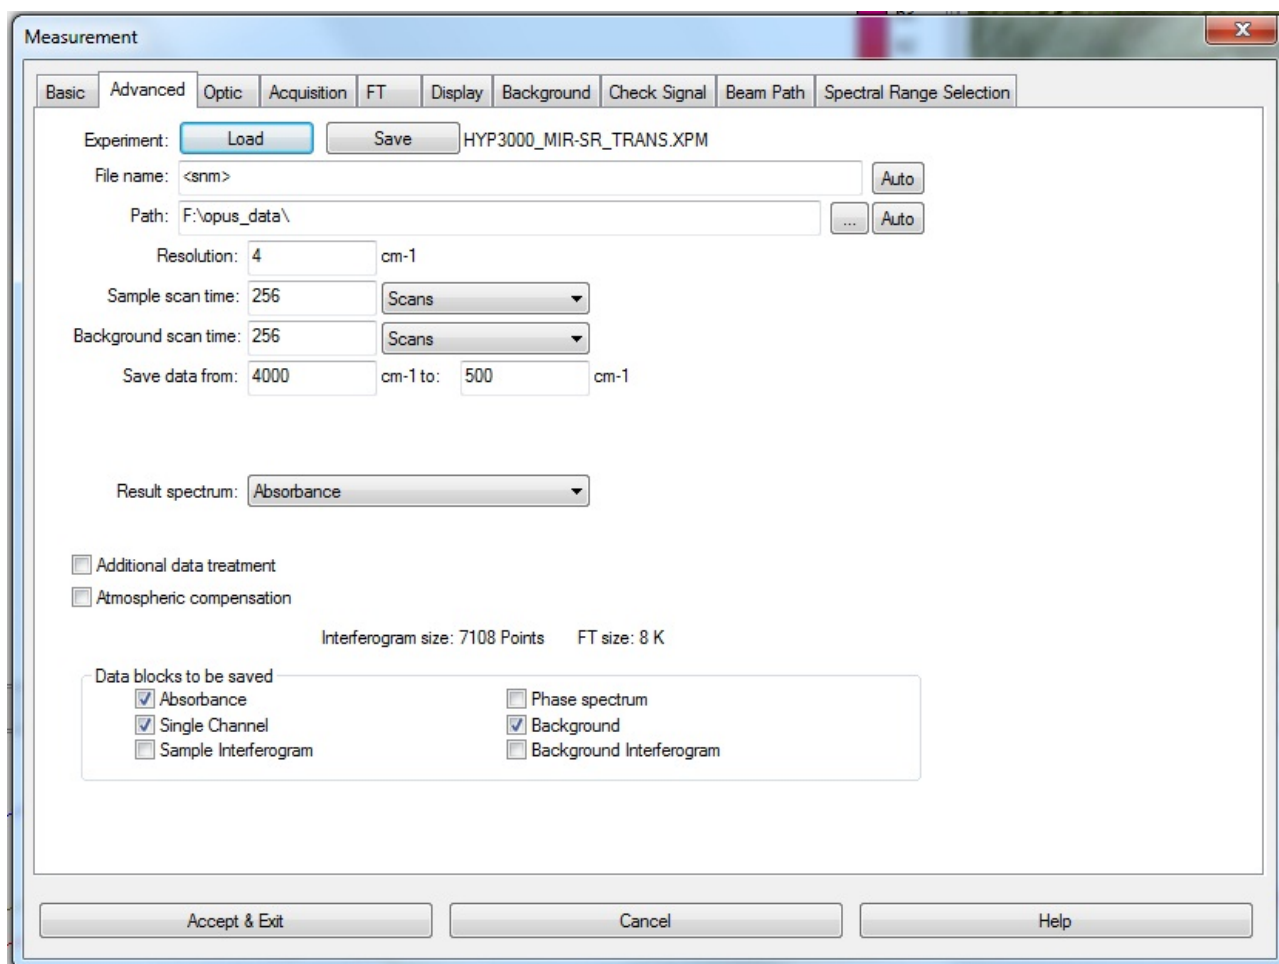 Measurement
Basic Advanced Optic Acquisition FT Display Background Check Signal Beam Path Spectral Range Selection
Experiment: Load Save HYP3000_MIR-SR_TRANS.XPM
File name: <snm> Auto
Path: F:\opus_data\ ... Auto
Resolution: 4 cm-1
Sample scan time: 256 Scans
Background scan time: 256 Scans
Save data from: 4000 cm-1 to: 500 cm-1
Result spectrum: Absorbance
Additional data treatment
Atmospheric compensation
Interferogram size: 7108 Points FT size: 8 K
Data blocks to be saved
Absorbance Phase spectrum
Single Channel Background
Sample Interferogram Background Interferogram
Accept & Exit Cancel Help